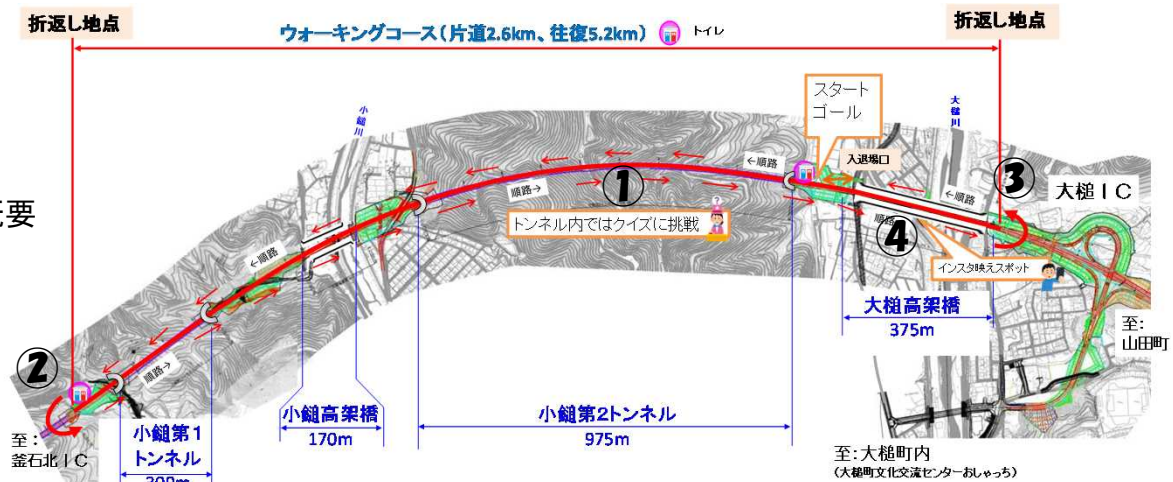 折返し地点
折返し地点
ウォーキングコース(片道2.6km、往復5.2km)
トイレ
スタート
ゴール
小鎚川
大槌川
入退場口
←順路
←順路
③
大槌IC
概要
順路→
①
順路
④
トンネル内ではクイズに挑戦
?
インスタ映えスポット
←順路
大槌高架橋
375m
至:
山田町
②
順路→
小鎚高架橋
170m
小鎚第2トンネル
975m
至:
釜石北IC
小鎚第1
トンネル
至:大槌町内
(大槌町文化交流センターおしゃっち)